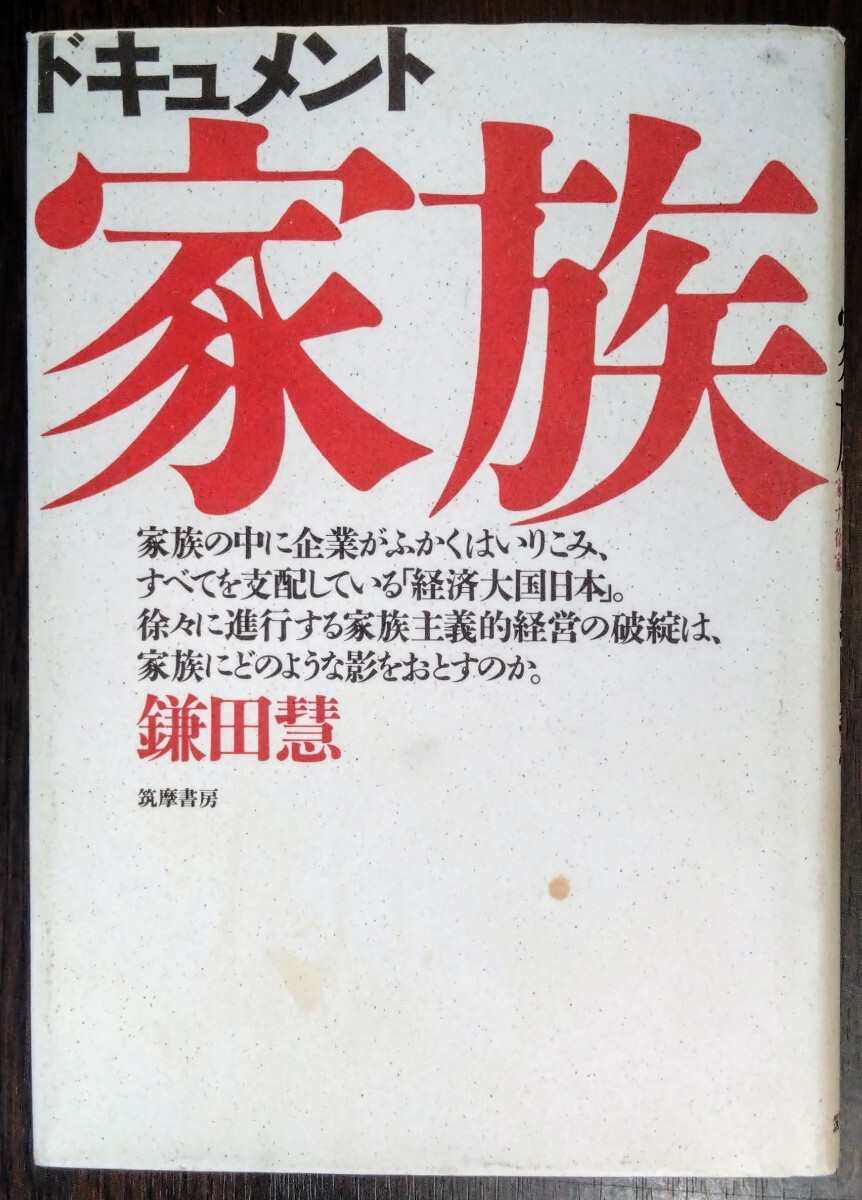 ドキュメント
家族
家族の中に企業がふかくはいりこみ、
すべてを支配している「経済大国日本」。
徐々に進行する家族主義的経営の破綻は、
家族にどのような影をおとすのか。
鎌田慧
筑摩書房